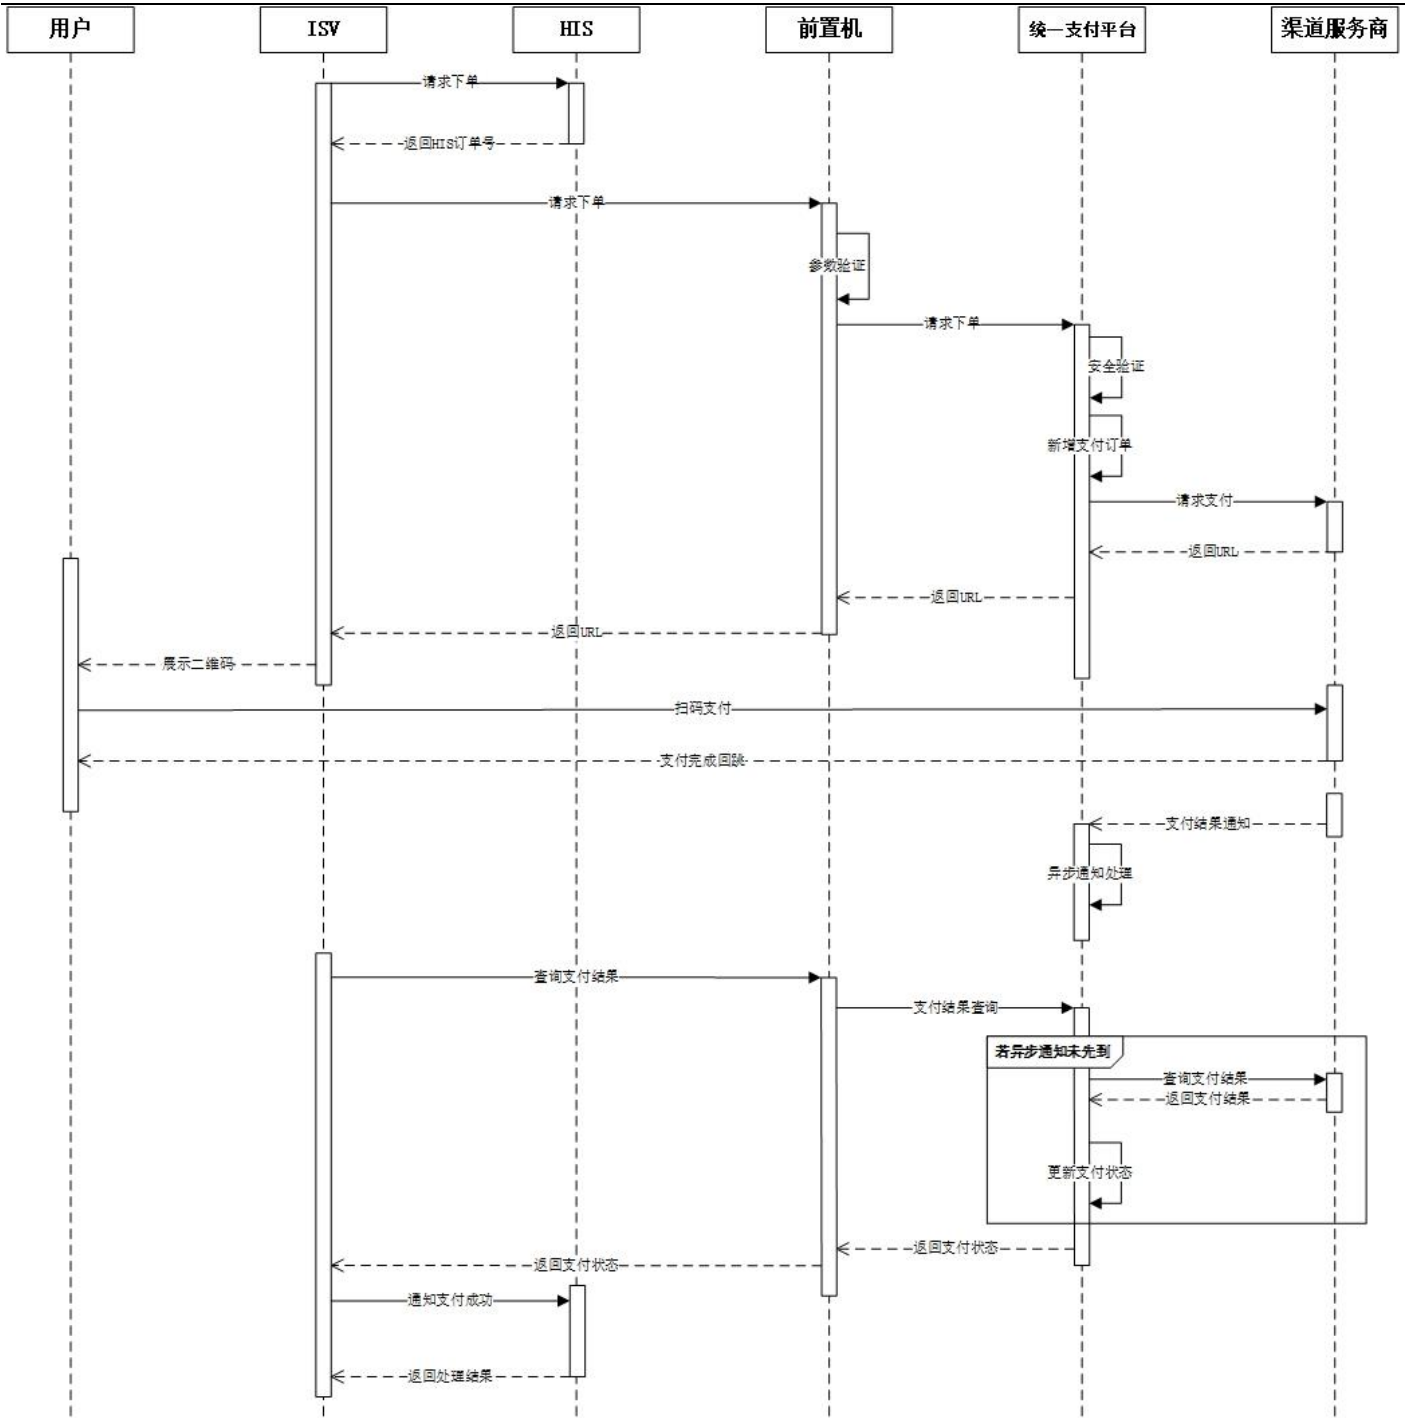 用户
ISV
HIS
前置机
统一支付平台
渠道服务商
请求下单
返回HIS订单号
请求下单
参数验证
请求下单
安全验证
新增支付订单
请求支付
返回URL
返回URL
返回URL
展示二维码
扫码支付
支付完成回跳
支付结果通知
异步通知处理
查询支付结果
支付结果查询
若异步通知未先到
查询支付结果
返回支付结果
更新支付状态
返回支付状态
返回支付状态
通知支付成功
返回处理结果